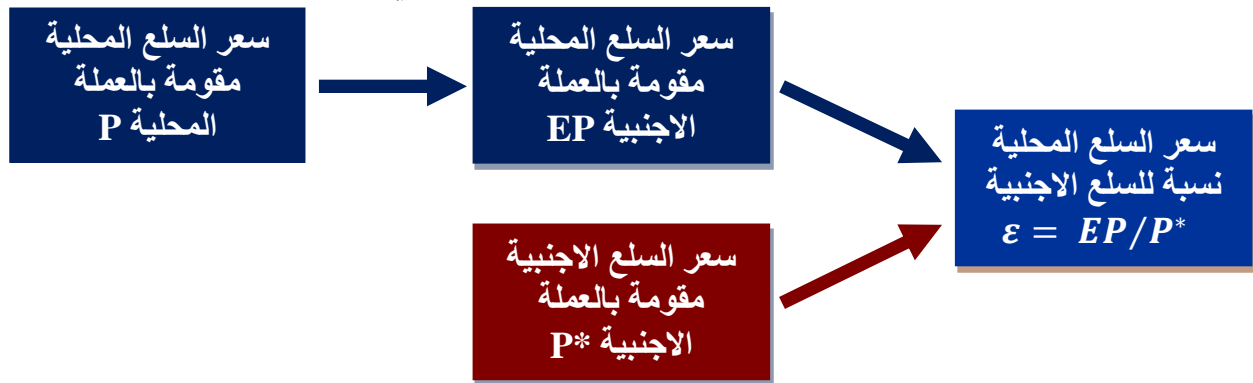 سعر السلع المحلية
مقومة بالعملة
المحلية P
سعر السلع المحلية
مقومة بالعملة
الاجنبية EP
سعر السلع الاجنبية
مقومة بالعملة
الاجنبية P*
سعر السلع المحلية
نسبة للسلع الاجنبية
ε = EP/P*